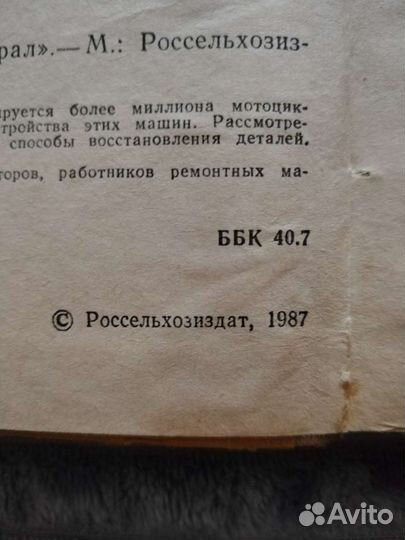 рал».— М.: Россельхозиз-
ируется более миллиона мотоцик-
тройства этих машин. Рассмотре-
способы восстановления деталей.
торов, работников ремонтных ма-
ББК 40.7
© Россельхозиздат, 1987
Avito